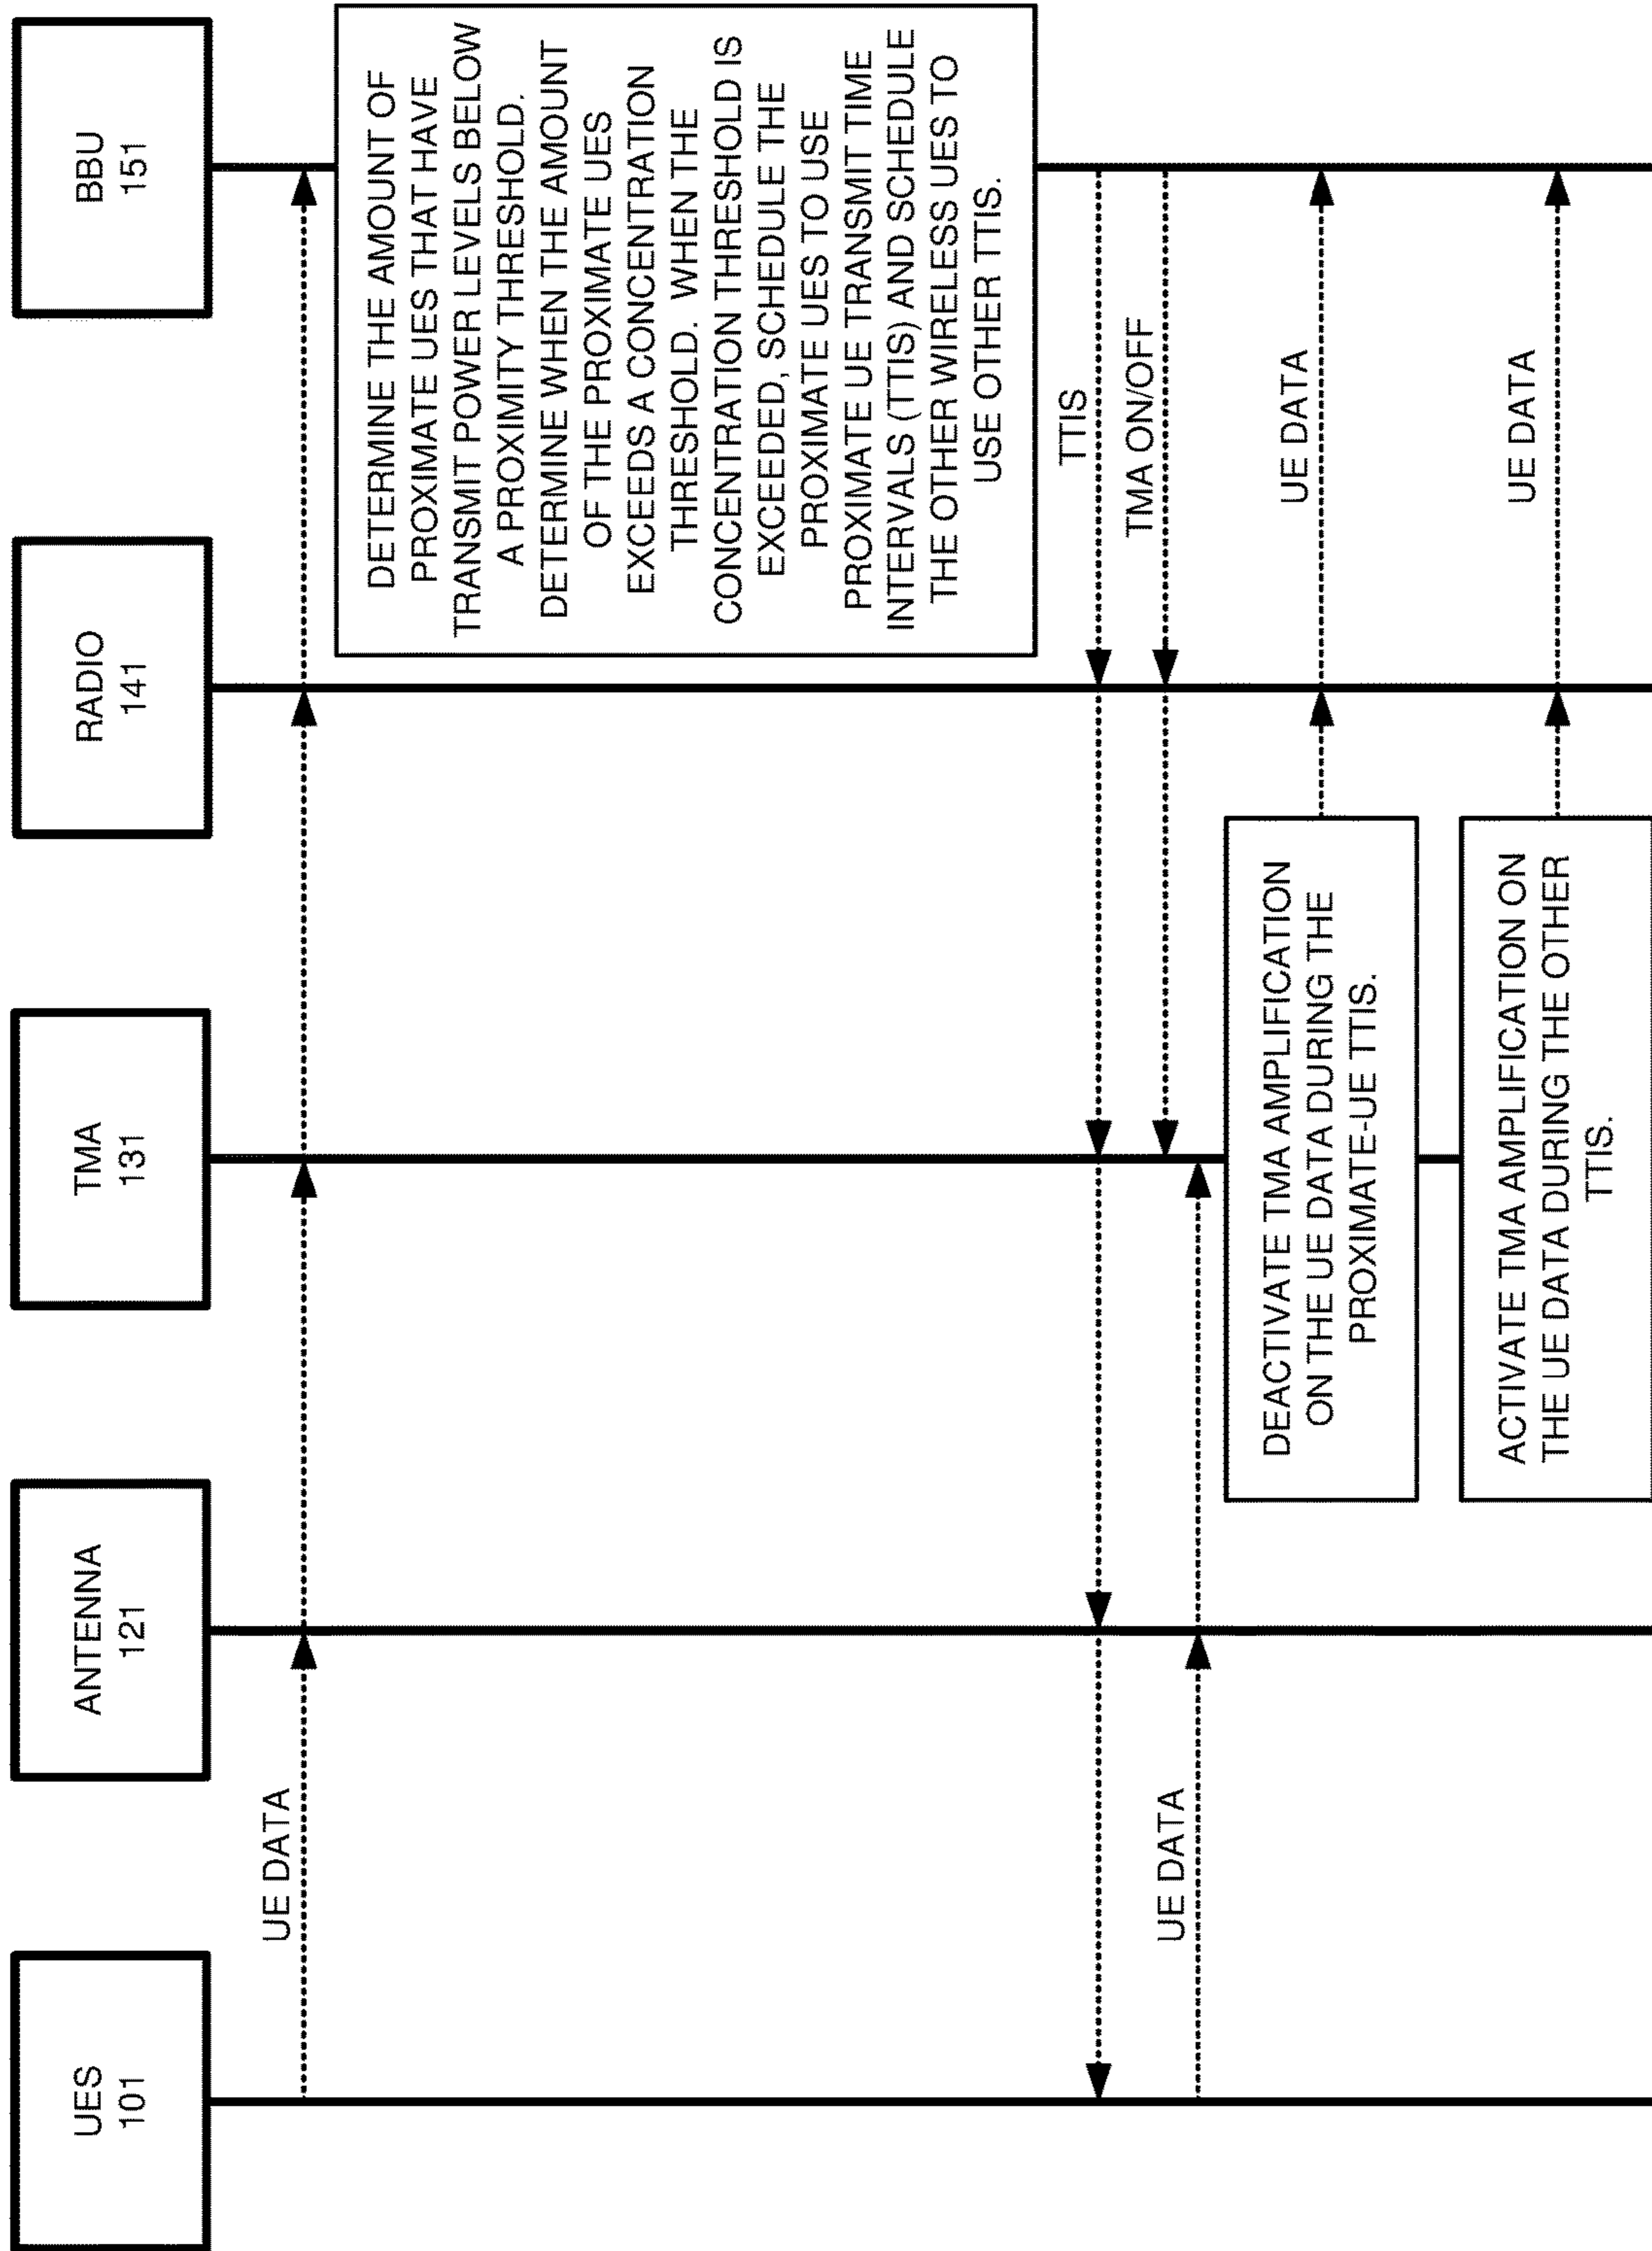 UES
101
ANTENNA
121
TMA
131
RADIO
141
BBU
151
UE DATA
DETERMINE THE AMOUNT OF
PROXIMATE UES THAT HAVE
TRANSMIT POWER LEVELS BELOW
A PROXIMITY THRESHOLD.
DETERMINE WHEN THE AMOUNT
OF THE PROXIMATE UES
EXCEEDS A CONCENTRATION
THRESHOLD. WHEN THE
CONCENTRATION THRESHOLD IS
EXCEEDED, SCHEDULE THE
PROXIMATE UES TO USE
PROXIMATE UE TRANSMIT TIME
INTERVALS (TTIS) AND SCHEDULE
THE OTHER WIRELESS UES TO
USE OTHER TTIS.
TTIS
TMA ON/OFF
UE DATA
DEACTIVATE TMA AMPLIFICATION
ON THE UE DATA DURING THE
PROXIMATE-UE TTIS.
UE DATA
ACTIVATE TMA AMPLIFICATION ON
THE UE DATA DURING THE OTHER
TTIS.
UE DATA